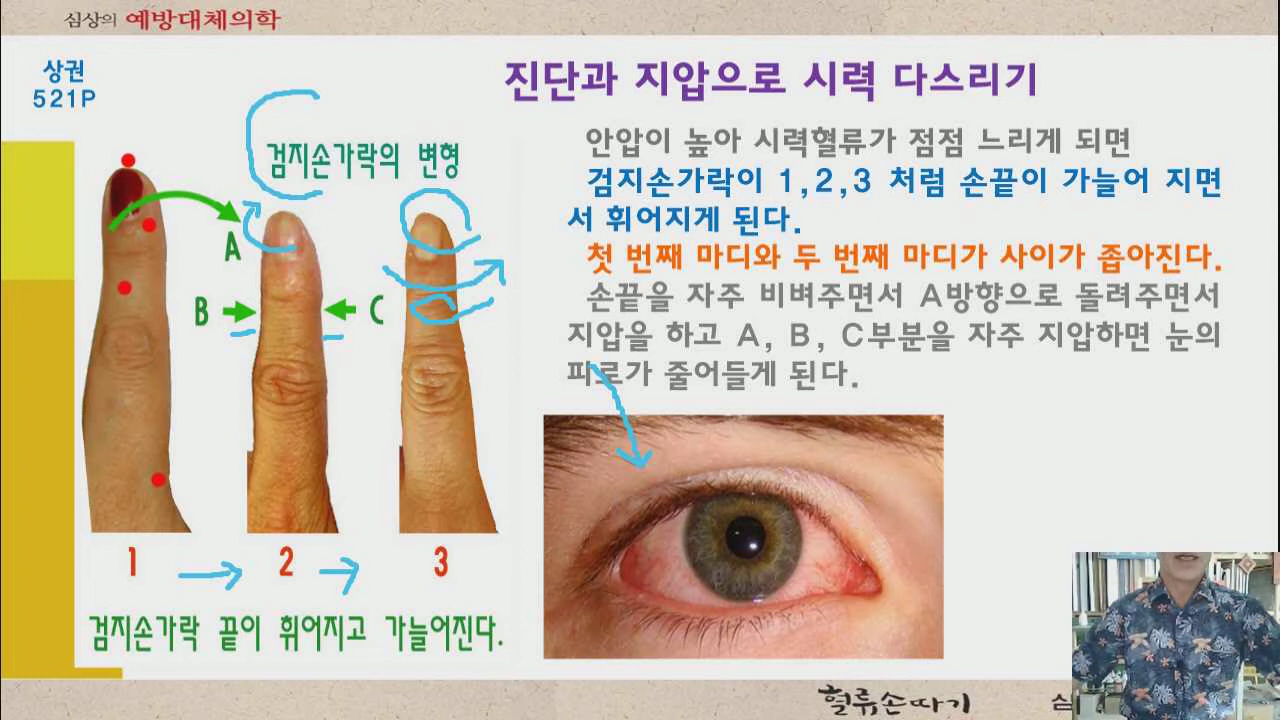 심상의 예방대체의학
상권
521P
진단과 지압으로 시력 다스리기
검지손가락의 변형
A
B
C
1
2
3
검지손가락 끝이 휘어지고 가늘어진다.
안압이 높아 시력혈류가 점점 느리게 되면
검지손가락이 1,2,3 처럼 손끝이 가늘어 지면
서 휘어지게 된다.
첫 번째 마디와 두 번째 마디가 사이가 좁아진다.
손끝을 자주 비벼주면서 A방향으로 돌려주면서
지압을 하고 A, B, C부분을 자주 지압하면 눈의
피로가 줄어들게 된다.
혈류손따기
심